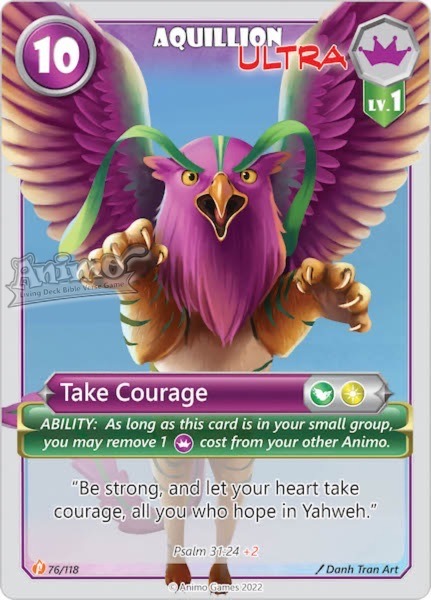 10
AQUILLION
ULTRA
LV.1
Animo
Living Deck Bible Verse Game
Take Courage
ABILITY: As long as this card is in your small group,
you may remove 1 cost from your other Animo.
“Be strong, and let your heart take
courage, all you who hope in Yahweh.”
Psalm 31:24 +2
76/118
Danh Tran Art
© Animo Games 2022